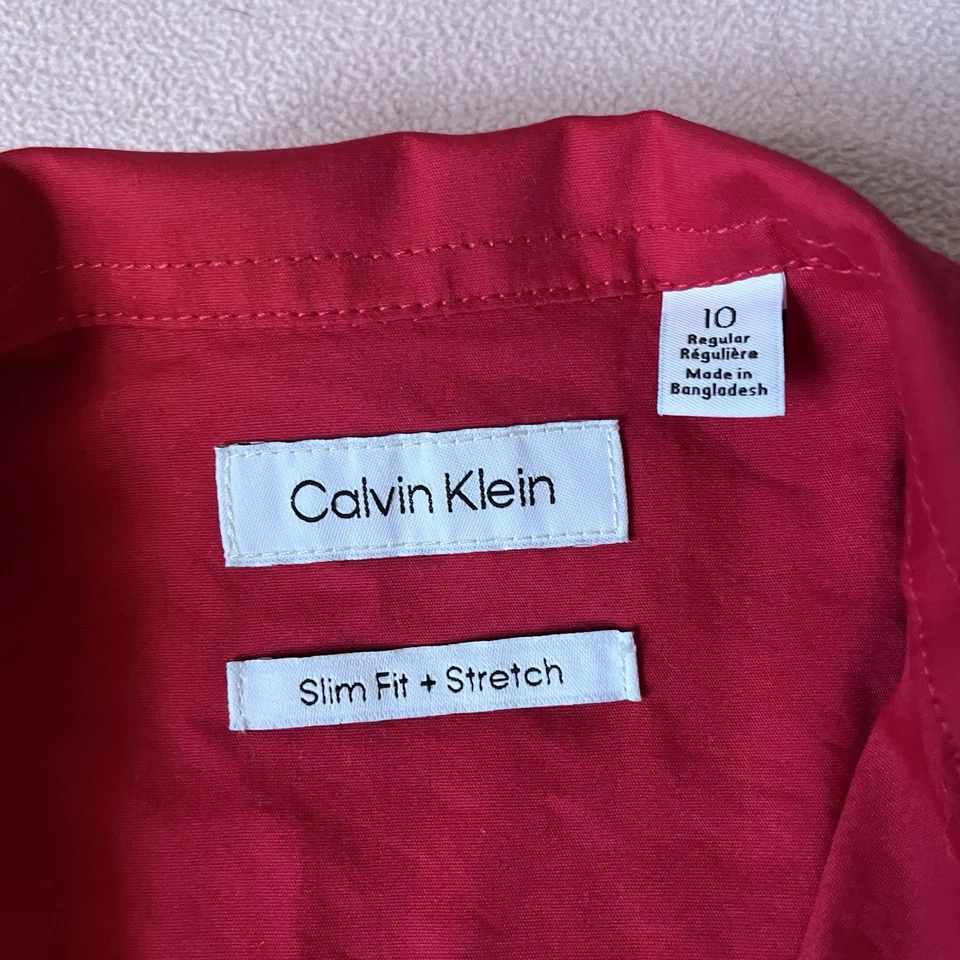 10
Regular
Régulière
Made in
Bangladesh
Calvin Klein
Slim Fit + Stretch